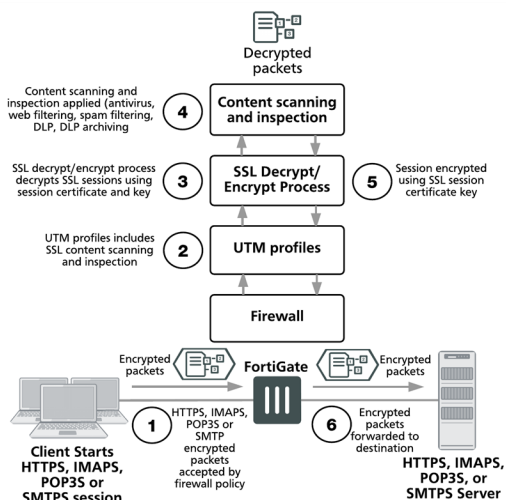 Decrypted
packets
Content scanning and
inspection applied (antivirus,
web filtering, spam filtering,
DLP, DLP archiving
4
Content scanning
and inspection
SSL decrypt/encrypt process
decrypts SSL sessions using
session certificate and key
3
SSL Decrypt/
Encrypt Process
5
Session encrypted
using SSL session
certificate key
UTM profiles includes
SSL content scanning
and inspection
2
UTM profiles
Firewall
Encrypted
packets
FortiGate
Encrypted
packets
1
HTTPS, IMAPS,
POP3S or
SMTP
encrypted
packets
accepted by
firewall policy
6
Encrypted
packets
forwarded to
destination
Client Starts
HTTPS, IMAPS,
POP3S or
SMTPS session
HTTPS, IMAPS,
POP3S, or
SMTPS Server